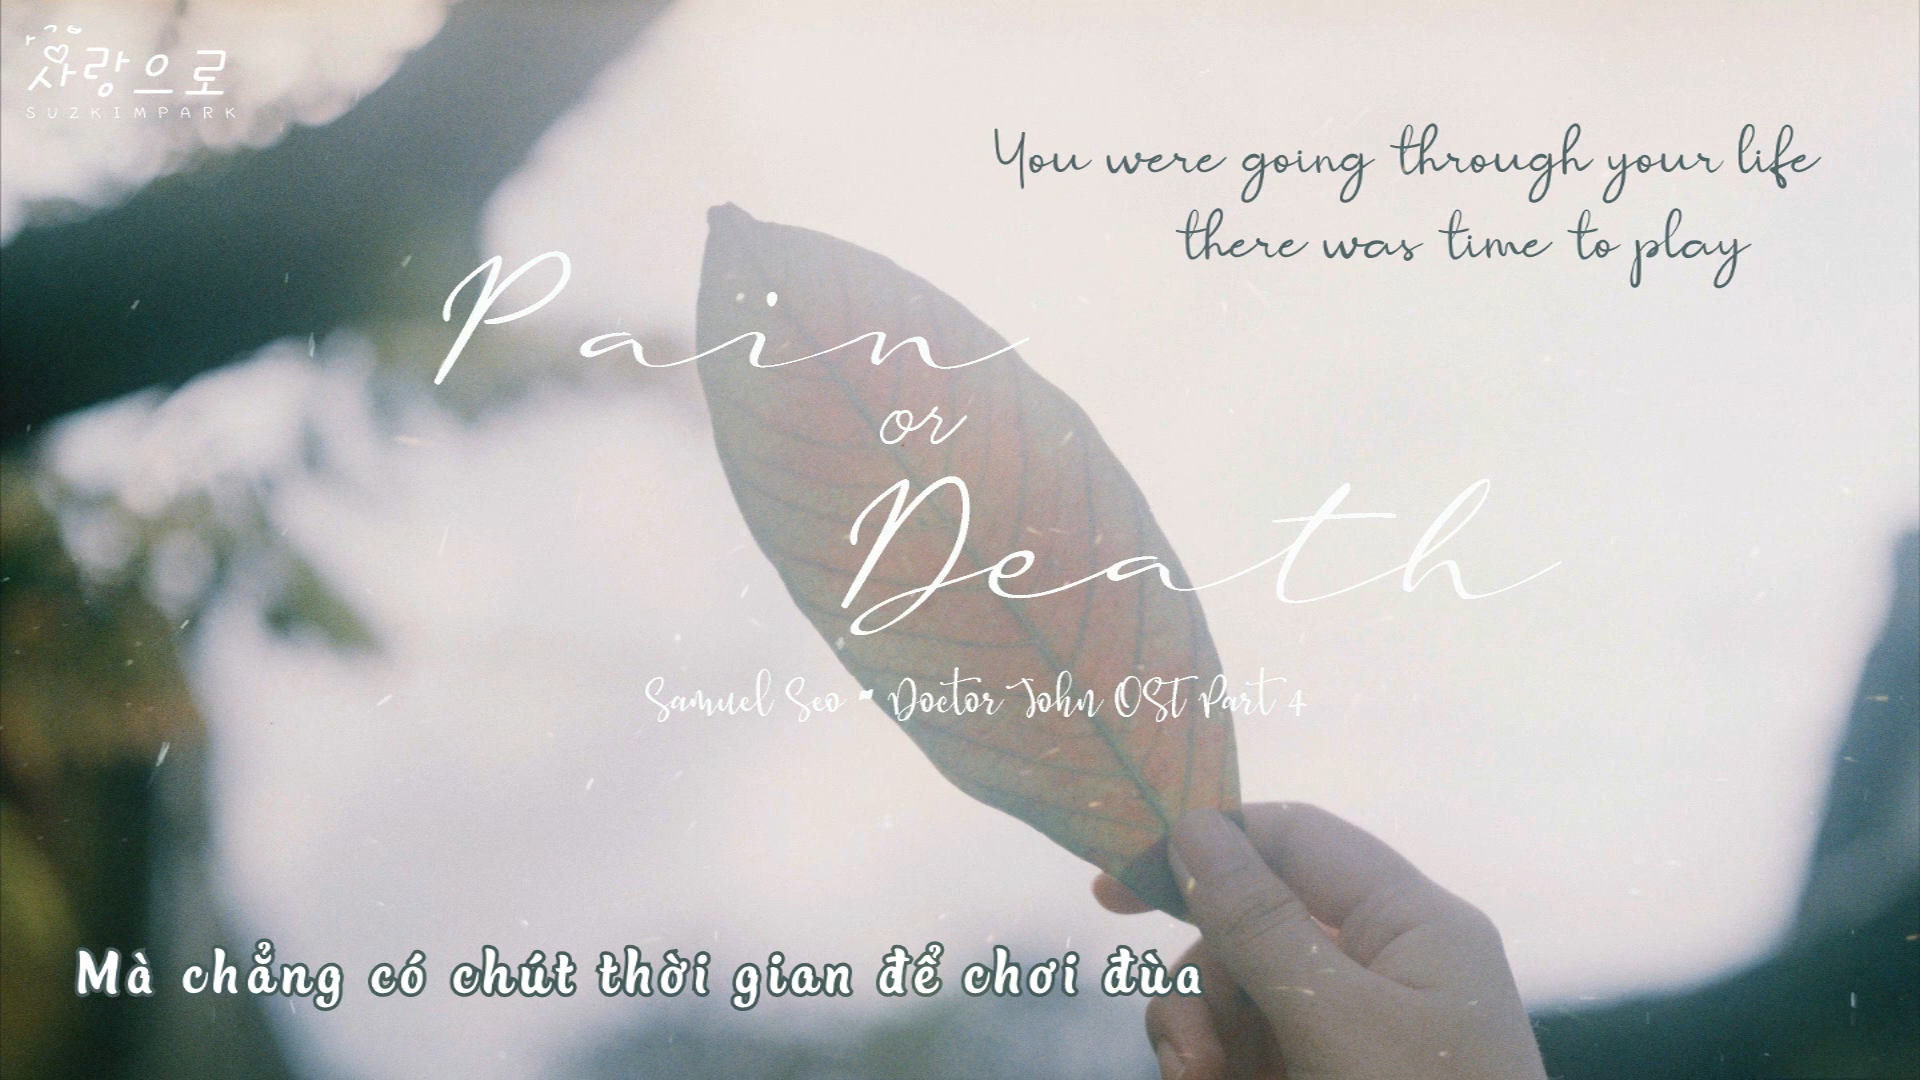 사랑으로
SUZKIMPARK
You were going through your life
there was time to play
Pain
or
Death
Samuel Seo - Doctor John OST Part 4
Mà chẳng có chút thời gian để chơi đùa